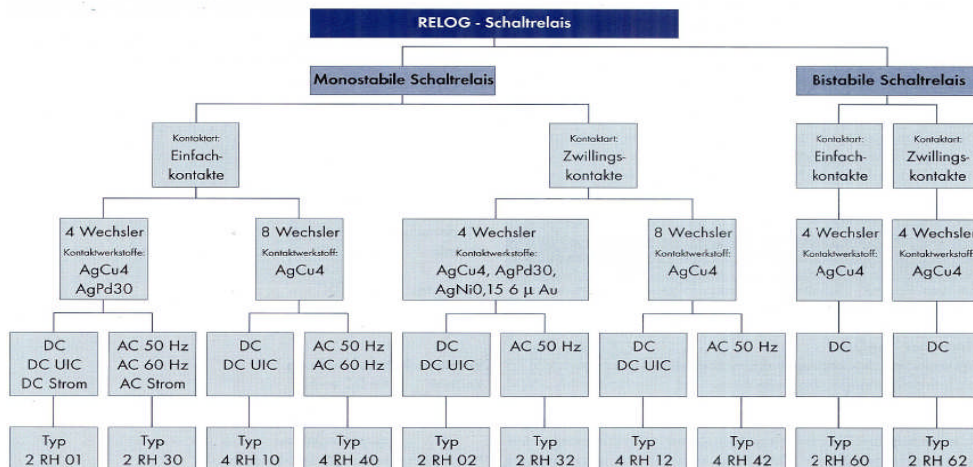 RELOG - Schaltrelais
Monostabile Schaltrelais
Bistabile Schaltrelais
Kontaktart:
Einfach-
kontakte
Kontaktart:
Zwillings-
kontakte
Kontaktart:
Einfach-
kontakte
Kontaktart:
Zwillings-
kontakte
4 Wechsler
Kontaktwerkstoffe:
AgCu4
AgPd30
8 Wechsler
Kontaktwerkstoff:
AgCu4
4 Wechsler
Kontaktwerkstoffe:
AgCu4, AgPd30,
AgNi0,15 6 µ Au
8 Wechsler
Kontaktwerkstoff:
AgCu4
4 Wechsler
Kontaktwerkstoff:
AgCu4
4 Wechsler
Kontaktwerkstoff:
AgCu4
DC
DC UIC
DC Strom
AC 50 Hz
AC 60 Hz
AC Strom
DC
DC UIC
AC 50 Hz
AC 60 Hz
DC
DC UIC
AC 50 Hz
DC
DC UIC
AC 50 Hz
DC
DC
Typ
2 RH 01
Typ
2 RH 30
Typ
4 RH 10
Typ
4 RH 40
Typ
2 RH 02
Typ
2 RH 32
Typ
4 RH 12
Typ
4 RH 42
Typ
2 RH 60
Typ
2 RH 62